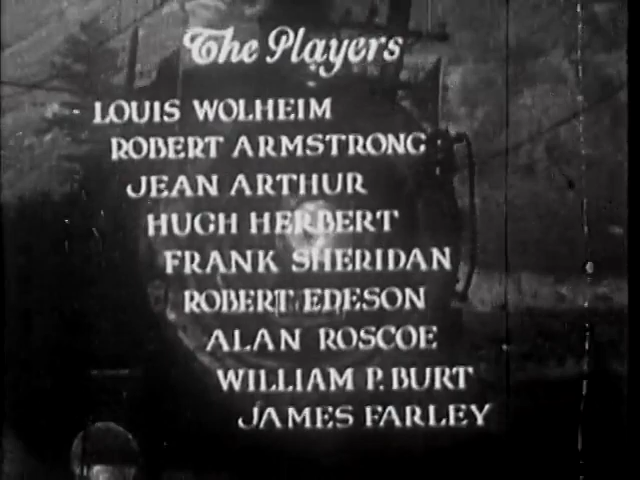 The Players
LOUIS WOLHEIM
ROBERT ARMSTRONG
JEAN ARTHUR
HUGH HERBERT
FRANK SHERIDAN
ROBERT EDESON
ALAN ROSCOE
WILLIAM P. BURT
JAMES FARLEY